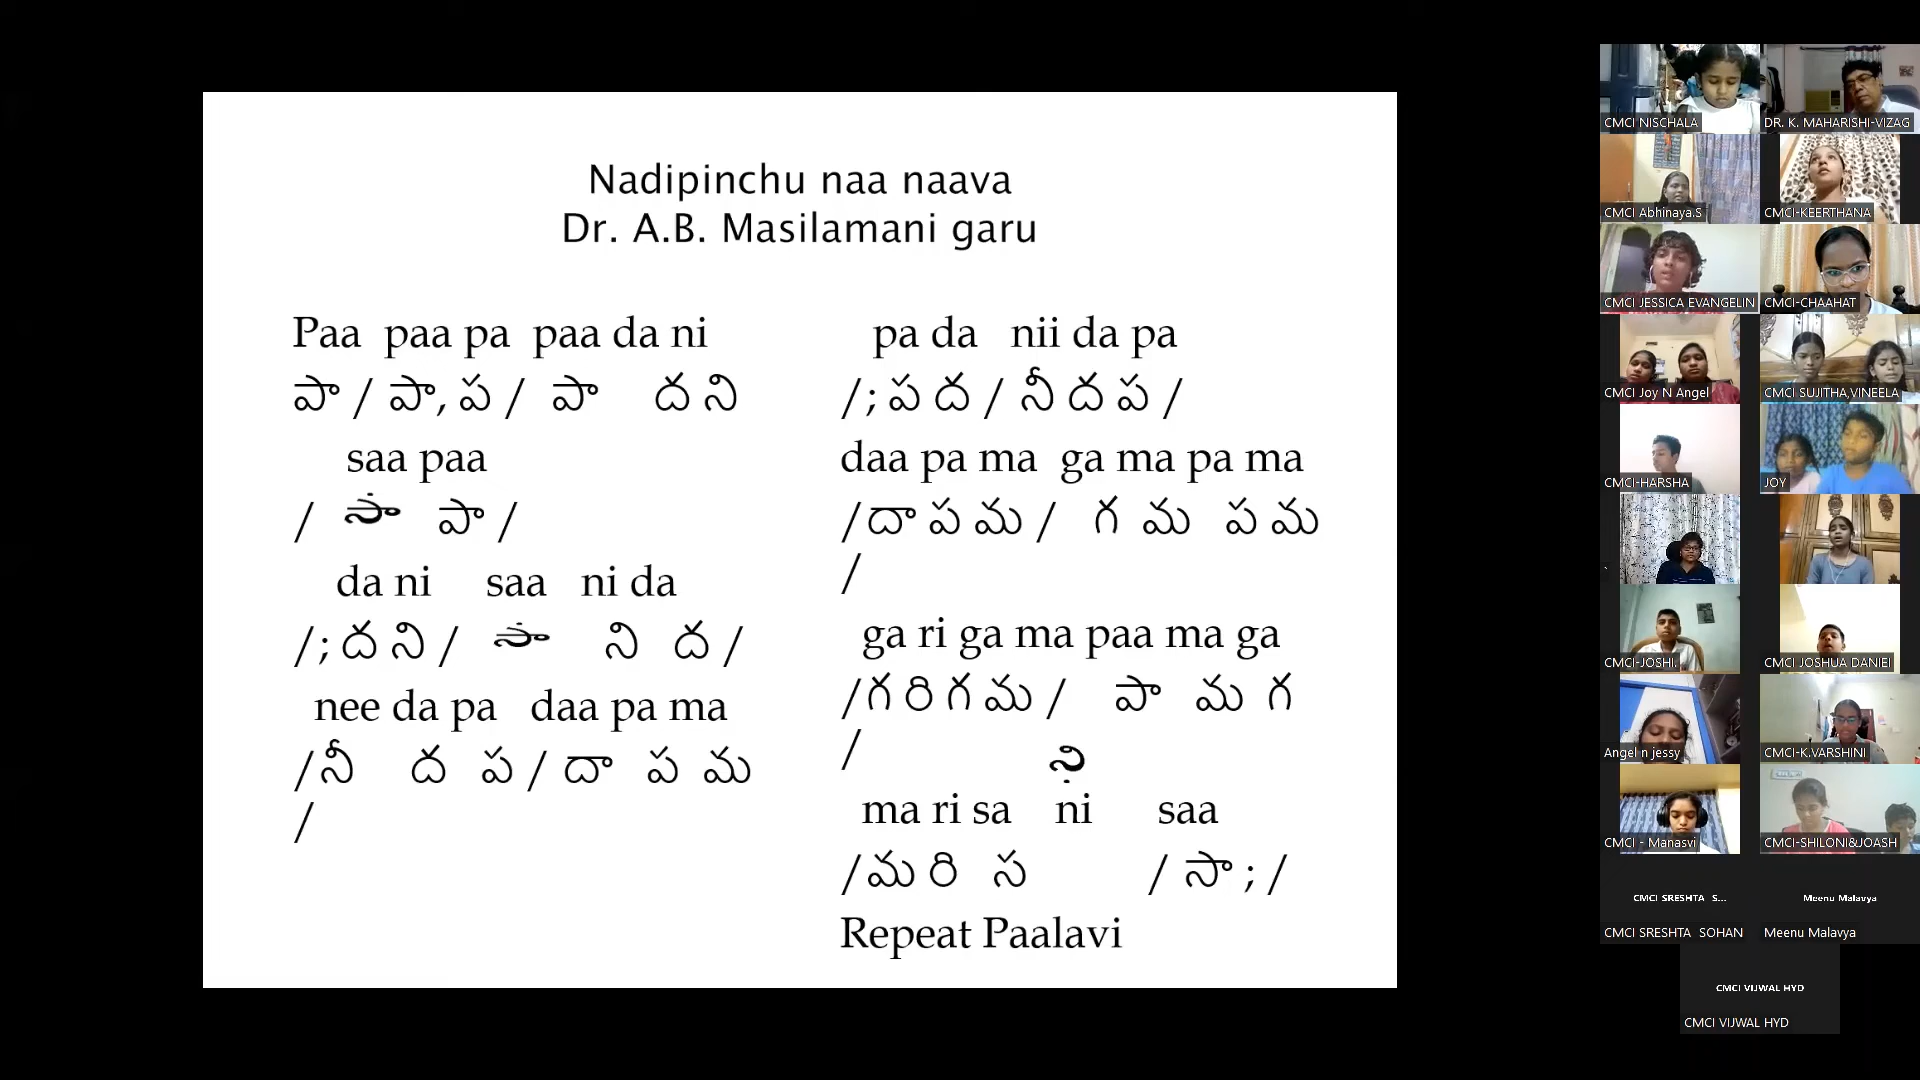 Nadipinchu naa naava
Dr. A.B. Masilamani garu
Paa paa pa paa da ni
పా / పా, ప / పా ద ని
saa paa
/ సా పా /
da ni saa ni da
/; ద ని / సా ని ద /
nee da pa daa pa ma
/నీ ద ప / దా ప మ
/
pa da nii da pa
/; ప ద / నీ ద ప /
daa pa ma ga ma pa ma
/దా ప మ / గ మ ప మ
/
ga ri ga ma paa ma ga
/గ రి గ మ / పా మ గ
/
ని
ma ri sa ni saa
/మ రి స / సా ; /
Repeat Paalavi
CMCI NISCHALA
DR. K. MAHARISHI-VIZAG
CMCI Abhinaya.S
CMCI-KEERTHANA
CMCI JESSICA EVANGELIN
CMCI-CHAAHAT
CMCI Joy N Angel
CMCI SUJITHA,VINEELA
CMCI-HARSHA
JOY
CMCI-JOSHI.
CMCI JOSHUA DANIEl
Angel n jessy
CMCI-K.VARSHINI
CMCI - Manasvi
CMCI-SHILONI&JOASH
CMCI SRESHTA S...
Meenu Malavya
CMCI SRESHTA SOHAN
Meenu Malavya
CMCI VIJWAL HYD
CMCI VIJWAL HYD